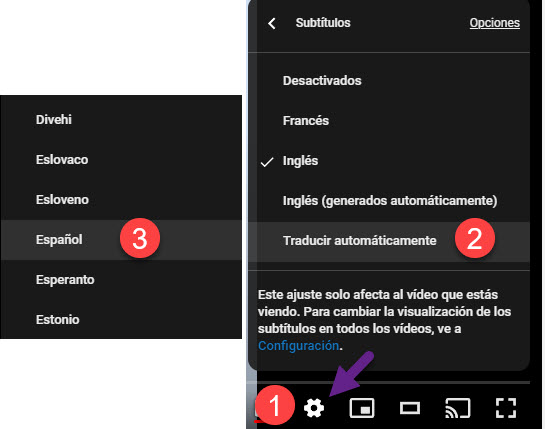 Divehi
Eslovaco
Esloveno
Español
3
Esperanto
Estonio
Subtítulos
Opciones
Desactivados
Francés
Inglés
Inglés (generados automáticamente)
Traducir automáticamente
2
Este ajuste solo afecta al vídeo que estás
viendo. Para cambiar la visualización de los
subtítulos en todos los vídeos, ve a
Configuración.
1